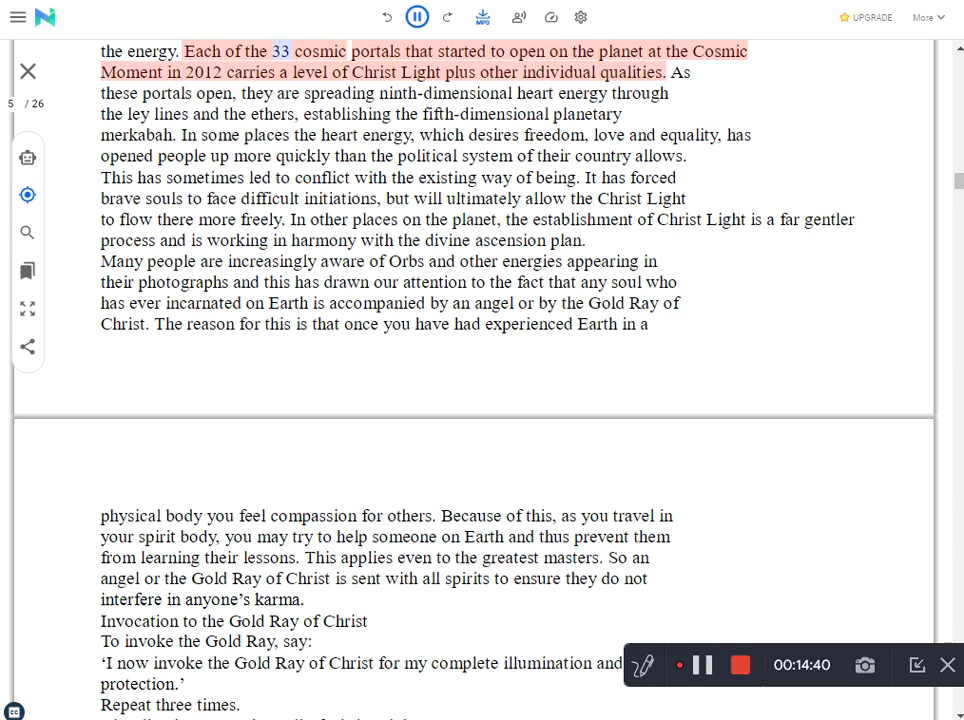 MP3
UPGRADE
More
the energy. Each of the 33 cosmic portals that started to open on the planet at the Cosmic
Moment in 2012 carries a level of Christ Light plus other individual qualities. As
5 / 26
these portals open, they are spreading ninth-dimensional heart energy through
the ley lines and the ethers, establishing the fifth-dimensional planetary
merkabah. In some places the heart energy, which desires freedom, love and equality, has
opened people up more quickly than the political system of their country allows.
This has sometimes led to conflict with the existing way of being. It has forced
brave souls to face difficult initiations, but will ultimately allow the Christ Light
to flow there more freely. In other places on the planet, the establishment of Christ Light is a far gentler
process and is working in harmony with the divine ascension plan.
Many people are increasingly aware of Orbs and other energies appearing in
their photographs and this has drawn our attention to the fact that any soul who
has ever incarnated on Earth is accompanied by an angel or by the Gold Ray of
Christ. The reason for this is that once you have had experienced Earth in a
physical body you feel compassion for others. Because of this, as you travel in
your spirit body, you may try to help someone on Earth and thus prevent them
from learning their lessons. This applies even to the greatest masters. So an
angel or the Gold Ray of Christ is sent with all spirits to ensure they do not
interfere in anyone's karma.
Invocation to the Gold Ray of Christ
To invoke the Gold Ray, say:
'I now invoke the Gold Ray of Christ for my complete illumination and
protection.'
00:14:40
Repeat three times.
CC